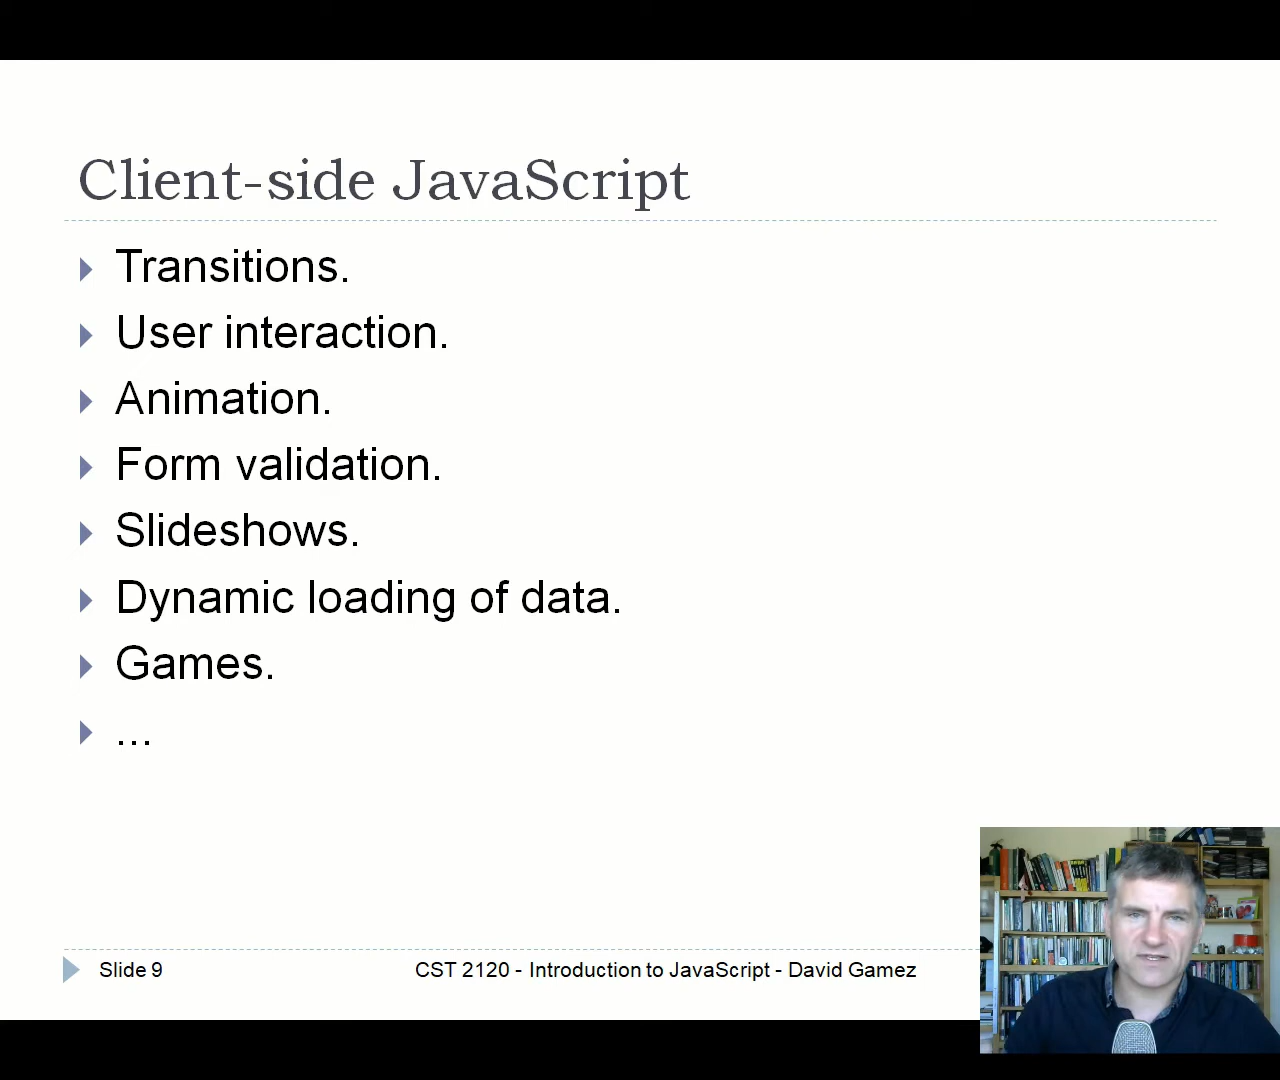 Client-side JavaScript
Transitions.
User interaction.
Animation.
Form validation.
Slideshows.
Dynamic loading of data.
Games.
...
Slide 9
CST 2120 - Introduction to JavaScript - David Gamez